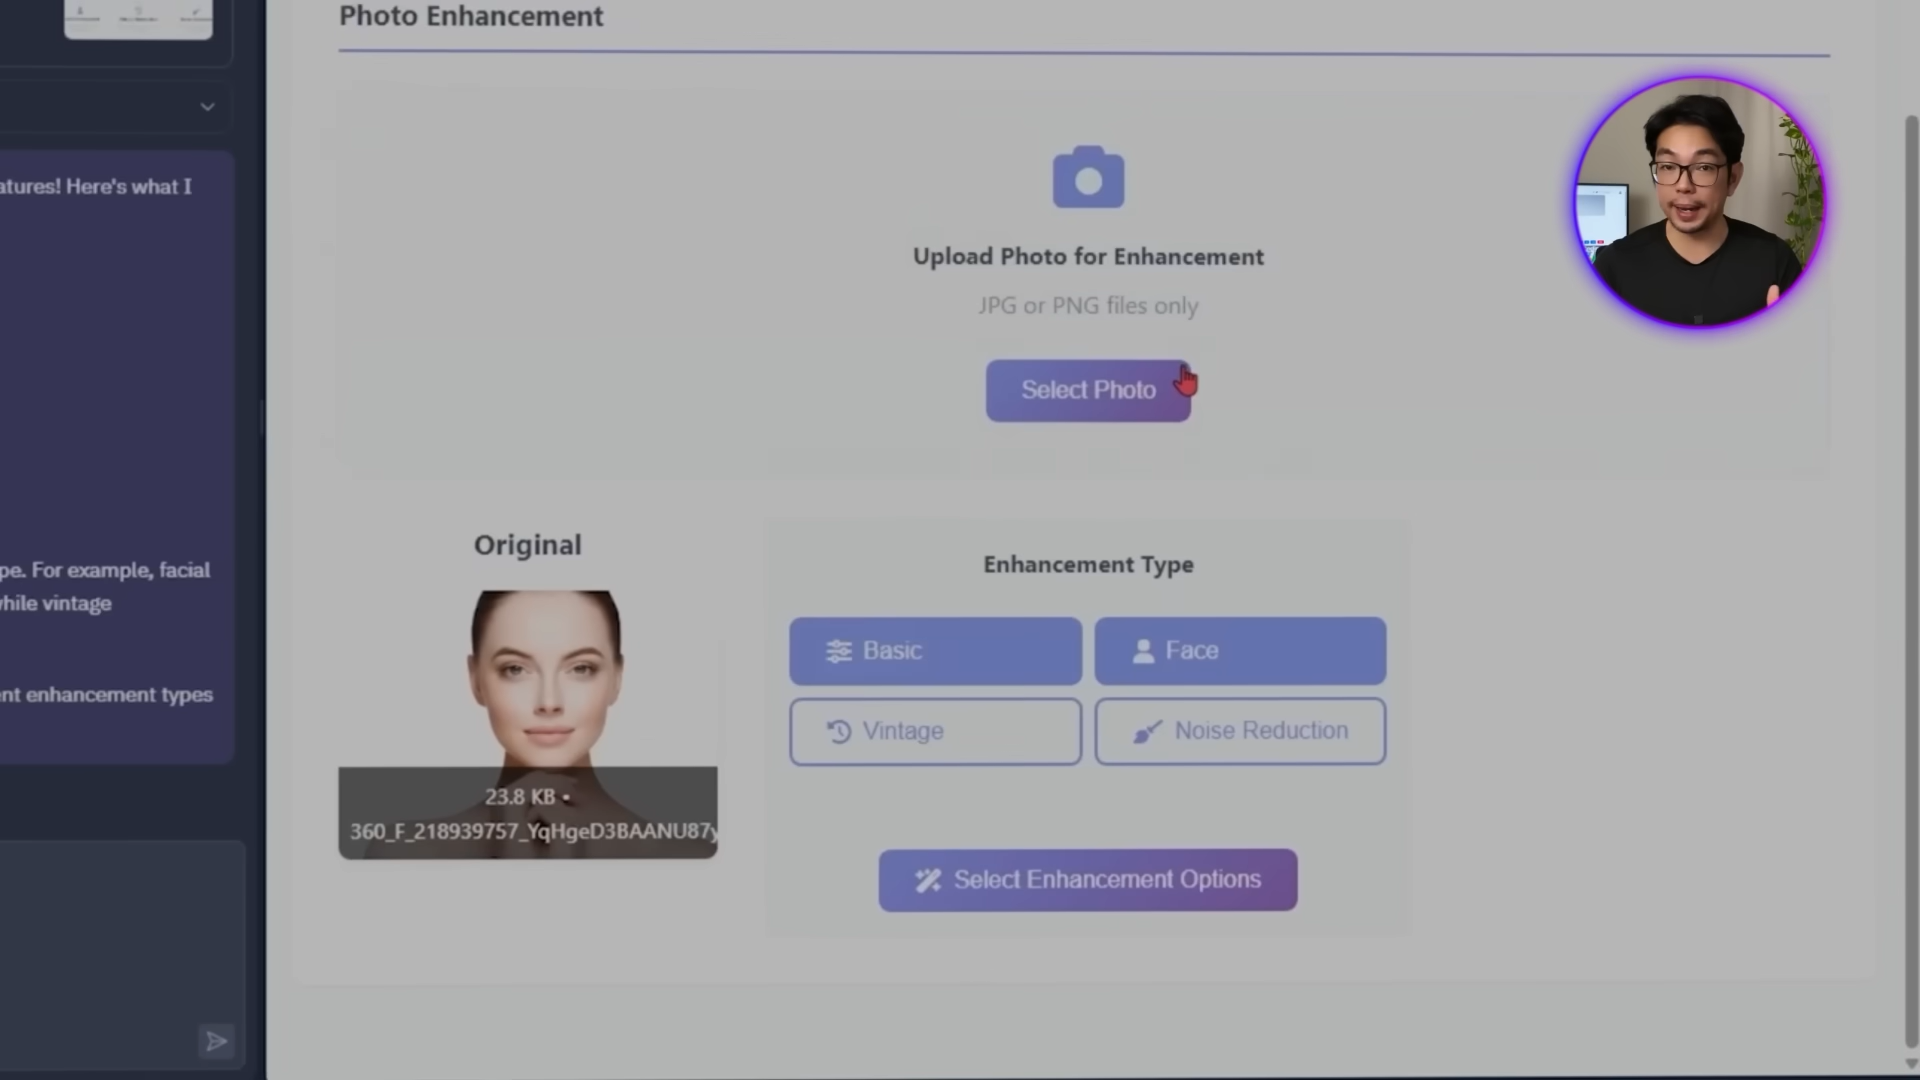 Photo Enhancement
atures! Here's what I
pe. For example, facial
while vintage
nt enhancement types
Upload Photo for Enhancement
JPG or PNG files only
Select Photo
Original
23.8 KB •
360_F_218939757_YqHgeD3BAANU87y
Enhancement Type
Basic
Face
Vintage
Noise Reduction
Select Enhancement Options